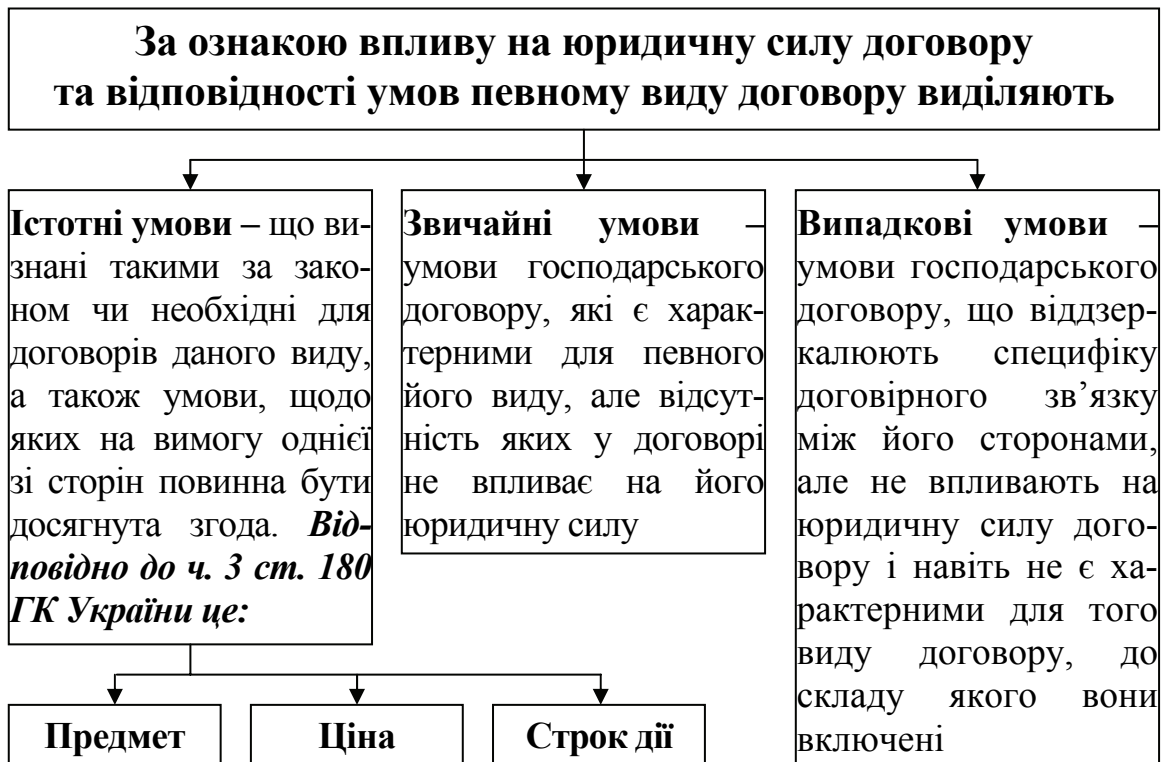 За ознакою впливу на юридичну силу договору
та відповідності умов певному виду договору виділяють
Істотні умови – що ви-
знані такими за зако-
ном чи необхідні для
договорів даного виду,
а також умови, щодо
яких на вимогу однієї
зі сторін повинна бути
досягнута згода. Від-
повідно до ч. 3 ст. 180
ГК України це:
Звичайні умови –
умови господарського
договору, які є харак-
терними для певного
його виду, але відсут-
ність яких у договорі
не впливає на його
юридичну силу
Випадкові умови –
умови господарського
договору, що віддзер-
калюють специфіку
договірного зв’язку
між його сторонами,
але не впливають на
юридичну силу дого-
вору і навіть не є ха-
рактерними для того
виду договору, до
складу якого вони
включені
Предмет
Ціна
Строк дії